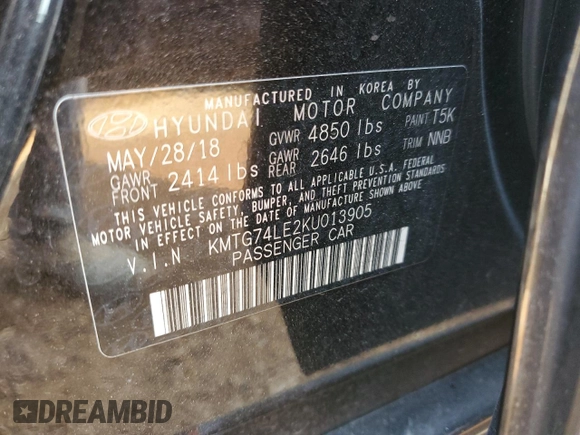 MANUFACTURED IN KOREA BY
HYUNDAI MOTOR COMPANY
MAY/28/18 GVWR 4850 lbs PAINT T5K
GAWR FRONT 2414 lbs GAWR REAR 2646 lbs TRIM NNB
THIS VEHICLE CONFORMS TO ALL APPLICABLE U.S.A. FEDERAL
MOTOR VEHICLE SAFETY, BUMPER, AND THEFT PREVENTION STANDARDS
IN EFFECT ON THE DATE OF MANUFACTURE SHOWN ABOVE.
V.I.N KMTG74LE2KU013905
PASSENGER CAR
DREAMBID